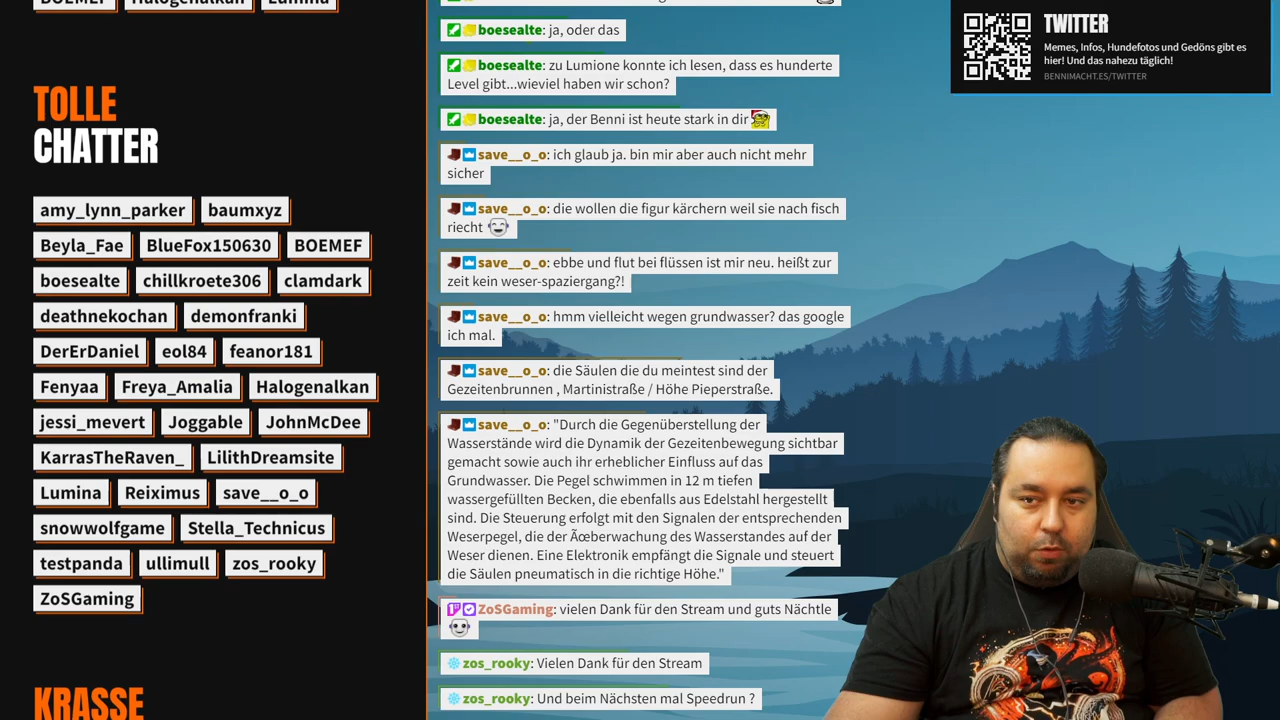 BOEMEF Halogenalkan Lumina
TOLLE
CHATTER
amy_lynn_parker baumxyz
Beyla_Fae BlueFox150630 BOEMEF
boesealte chillkroete306 clamdark
deathnekochan demonfranki
DerErDaniel eol84 feanor181
Fenyaa Freya_Amalia Halogenalkan
jessi_mevert Joggable JohnMcDee
KarrasTheRaven_ LilithDreamsite
Lumina Reiximus save__o_o
snowwolfgame Stella_Technicus
testpanda ullimull zos_rooky
ZoSGaming
KRASSE
boesealte: ja, oder das
boesealte: zu Lumione konnte ich lesen, dass es hunderte
Level gibt...wieviel haben wir schon?
boesealte: ja, der Benni ist heute stark in dir
save__o_o: ich glaub ja. bin mir aber auch nicht mehr
sicher
save__o_o: die wollen die figur kärchern weil sie nach fisch
riecht
save__o_o: ebbe und flut bei flüssen ist mir neu. heißt zur
zeit kein weser-spaziergang?!
save__o_o: hmm vielleicht wegen grundwasser? das google
ich mal.
save__o_o: die Säulen die du meintest sind der
Gezeitenbrunnen , Martinistraße / Höhe Pieperstraße.
save__o_o: "Durch die Gegenüberstellung der
Wasserstände wird die Dynamik der Gezeitenbewegung sichtbar
gemacht sowie auch ihr erheblicher Einfluss auf das
Grundwasser. Die Pegel schwimmen in 12 m tiefen
wassergefüllten Becken, die ebenfalls aus Edelstahl hergestellt
sind. Die Steuerung erfolgt mit den Signalen der entsprechenden
Weserpegel, die der Ãœberwachung des Wasserstandes auf der
Weser dienen. Eine Elektronik empfängt die Signale und steuert
die Säulen pneumatisch in die richtige Höhe."
ZoSGaming: vielen Dank für den Stream und guts Nächtle
zos_rooky: Vielen Dank für den Stream
zos_rooky: Und beim Nächsten mal Speedrun ?
TWITTER
Memes, Infos, Hundefotos und Gedöns gibt es
hier! Und das nahezu täglich!
BENNIMACHT.ES/TWITTER